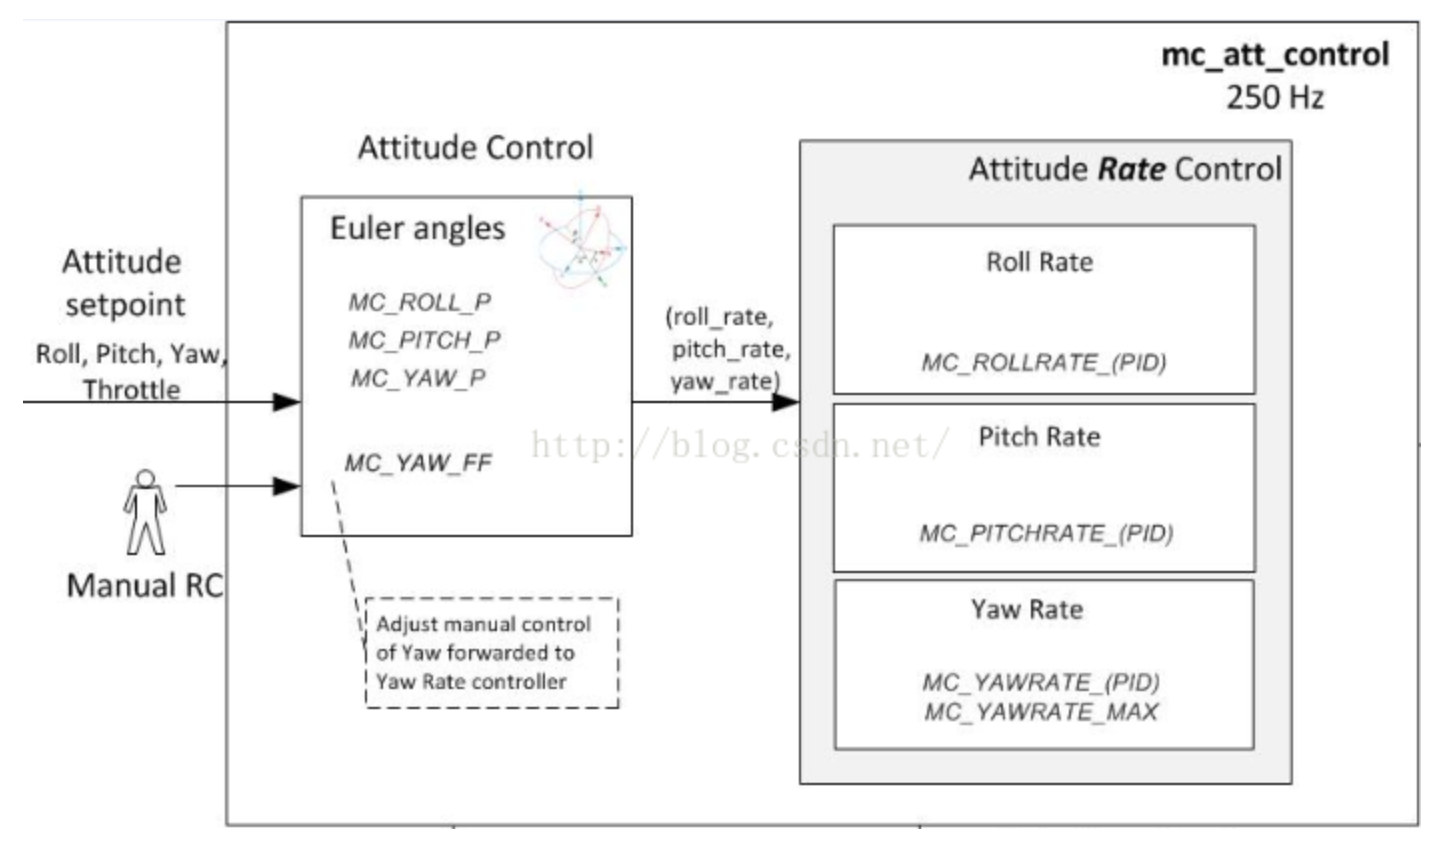 mc_att_control
250 Hz
Attitude Control
Attitude Rate Control
Euler angles
MC_ROLL_P
MC_PITCH_P
MC_YAW_P
MC_YAW_FF
Attitude
setpoint
Roll, Pitch, Yaw,
Throttle
Manual RC
Adjust manual control
of Yaw forwarded to
Yaw Rate controller
(roll_rate,
pitch_rate,
yaw_rate)
Roll Rate
MC_ROLLRATE_(PID)
Pitch Rate
MC_PITCHRATE_(PID)
Yaw Rate
MC_YAWRATE_(PID)
MC_YAWRATE_MAX
http://blog.csdn.net/